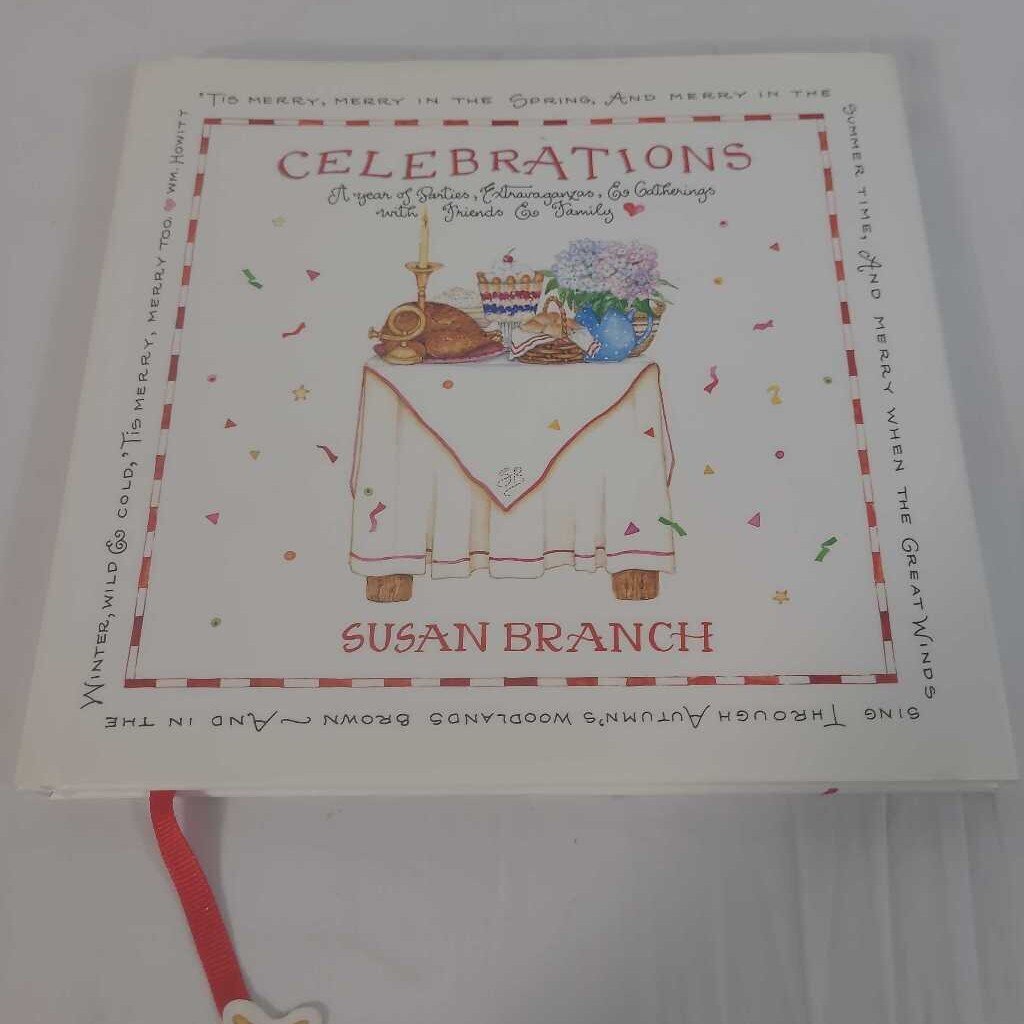 'TIS MERRY, MERRY IN THE SPRING, AND MERRY IN THE
SUMMER TIME, AND MERRY WHEN THE GREAT WINDS
SING THROUGH AUTUMN'S WOODLANDS BROWN ~ AND IN THE
WINTER, WILD & COLD, 'TIS MERRY, MERRY TOO. ♥ WM. HOWITT
CELEBRATIONS
A year of Parties, Extravaganzas, & Gatherings
with Friends & Family ♥
SB
SUSAN BRANCH